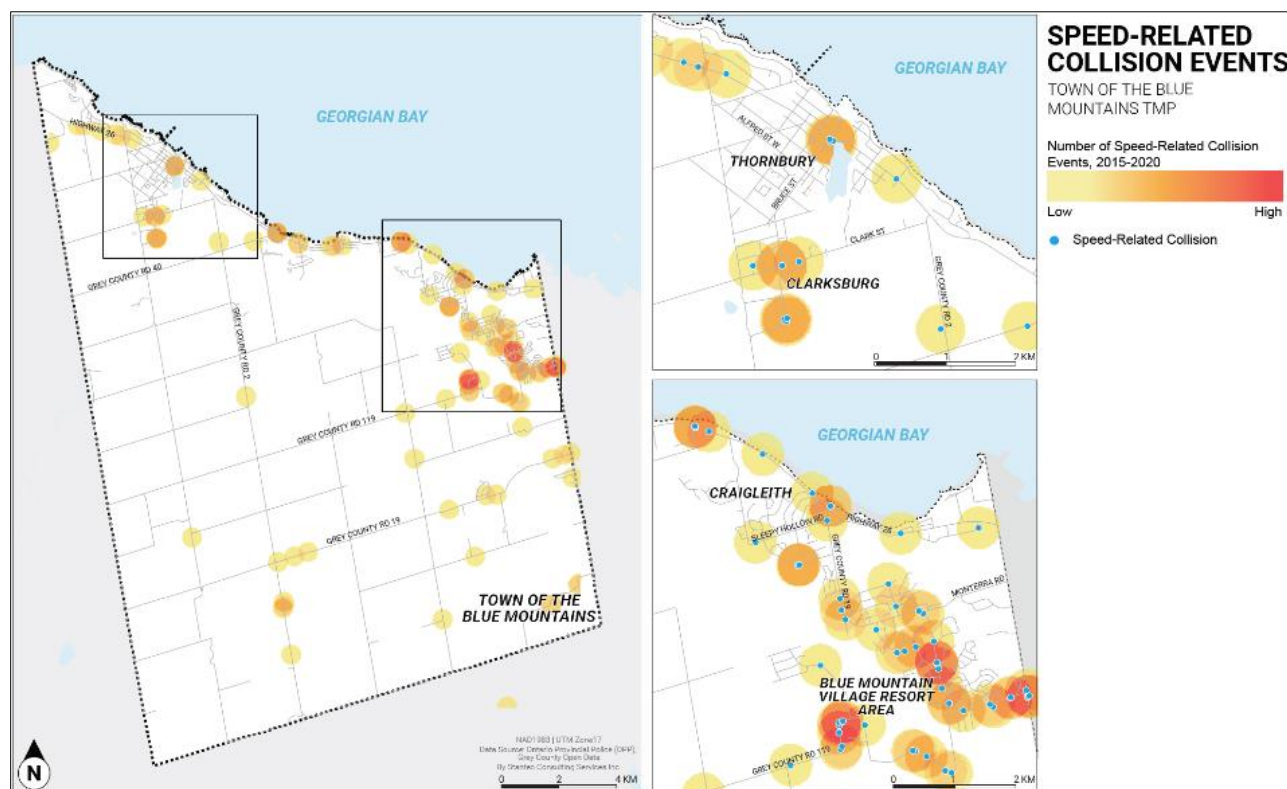 GEORGIAN BAY
HIGHWAY 26
GREY COUNTY RD 40
GREY COUNTY RD 2
GREY COUNTY RD 119
GREY COUNTY RD 19
TOWN OF THE
BLUE MOUNTAINS
NAD1983 | UTM Zone17
Data Source: Ontario Provincial Police (OPP),
Grey County Open Data
By Stantec Consulting Services Inc
N
0 2 4 KM
GEORGIAN BAY
ALFRED ST W
THORNBURY
BRUCE ST
CLARK ST
CLARKSBURG
GREY COUNTY RD 2
0 1 2 KM
GEORGIAN BAY
CRAIGLEITH
SLEEPY HOLLOW RD
HIGHWAY 26
GREY COUNTY RD 19
MONTERRA RD
BLUE MOUNTAIN
VILLAGE RESORT
AREA
GREY COUNTY RD 119
0 1 2 KM
SPEED-RELATED
COLLISION EVENTS
TOWN OF THE BLUE
MOUNTAINS TMP
Number of Speed-Related Collision
Events, 2015-2020
Low High
Speed-Related Collision